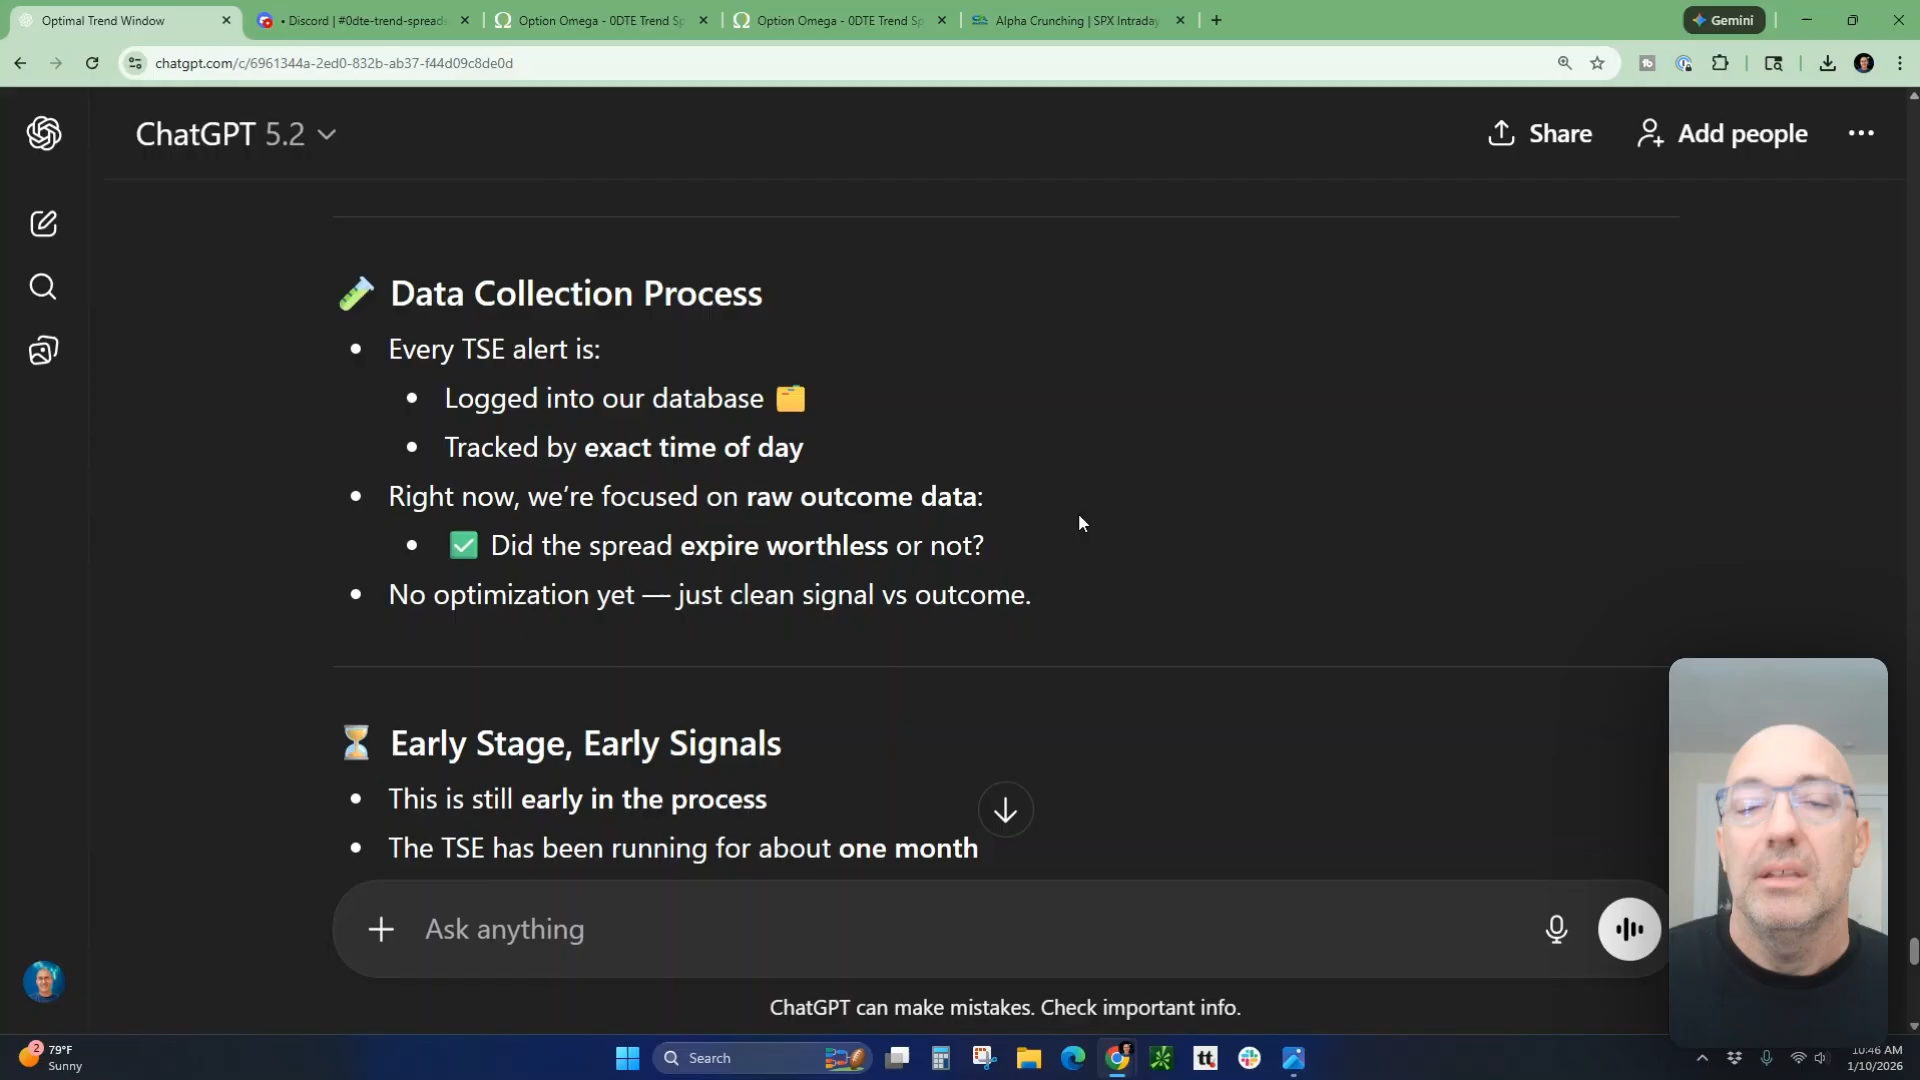 Optimal Trend Window
• Discord | #0dte-trend-spreads
Option Omega - 0DTE Trend Sp
Option Omega - 0DTE Trend Sp
Alpha Crunching | SPX Intraday
Gemini
chatgpt.com/c/6961344a-2ed0-832b-ab37-f44d09c8de0d
ChatGPT 5.2
Share
Add people
Data Collection Process
• Every TSE alert is:
• Logged into our database
• Tracked by exact time of day
• Right now, we’re focused on raw outcome data:
• ✅ Did the spread expire worthless or not?
• No optimization yet — just clean signal vs outcome.
Early Stage, Early Signals
• This is still early in the process
• The TSE has been running for about one month
Ask anything
ChatGPT can make mistakes. Check important info.
2
79°F
Sunny
Search
tt
10:46 AM
1/10/2026